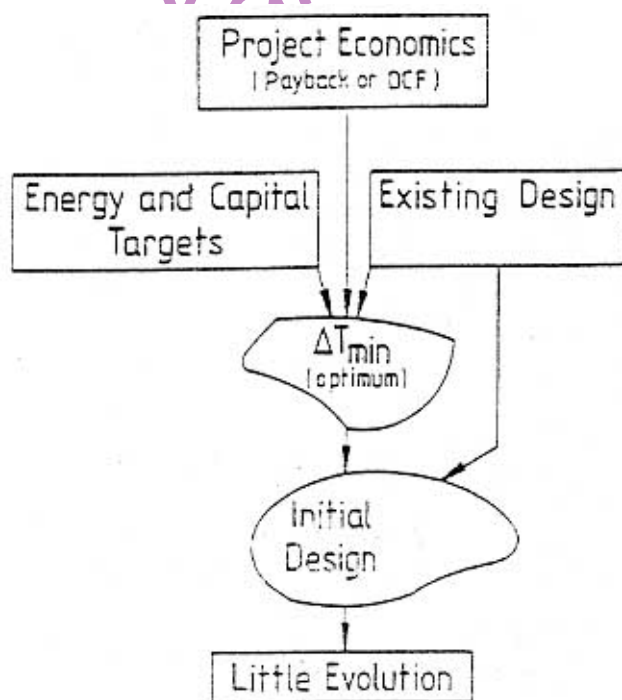 Project Economics
(Payback or DCF)
Energy and Capital
Targets
Existing Design
ΔTmin
(optimum)
Initial
Design
Little Evolution